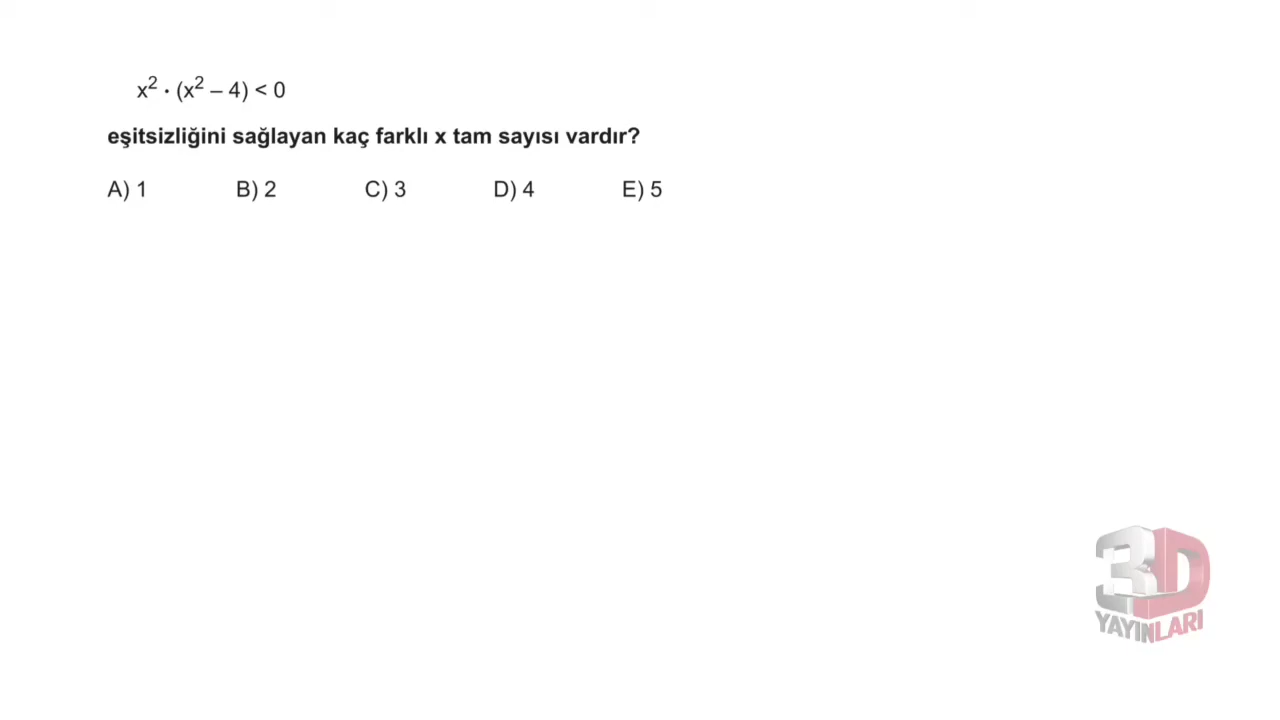 x² · (x² – 4) < 0
eşitsizliğini sağlayan kaç farklı x tam sayısı vardır?
A) 1 B) 2 C) 3 D) 4 E) 5
3D
YAYINLARI